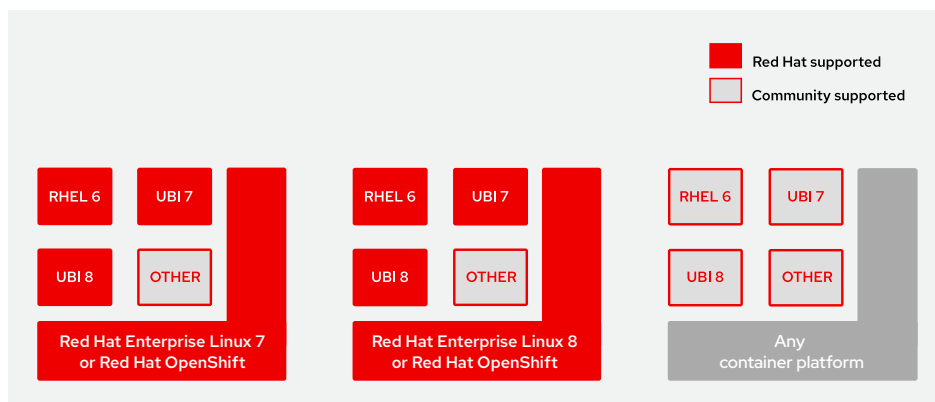 Red Hat supported
Community supported
RHEL 6
UBI 7
UBI 8
OTHER
Red Hat Enterprise Linux 7
or Red Hat OpenShift
RHEL 6
UBI 7
UBI 8
OTHER
Red Hat Enterprise Linux 8
or Red Hat OpenShift
RHEL 6
UBI 7
UBI 8
OTHER
Any
container platform